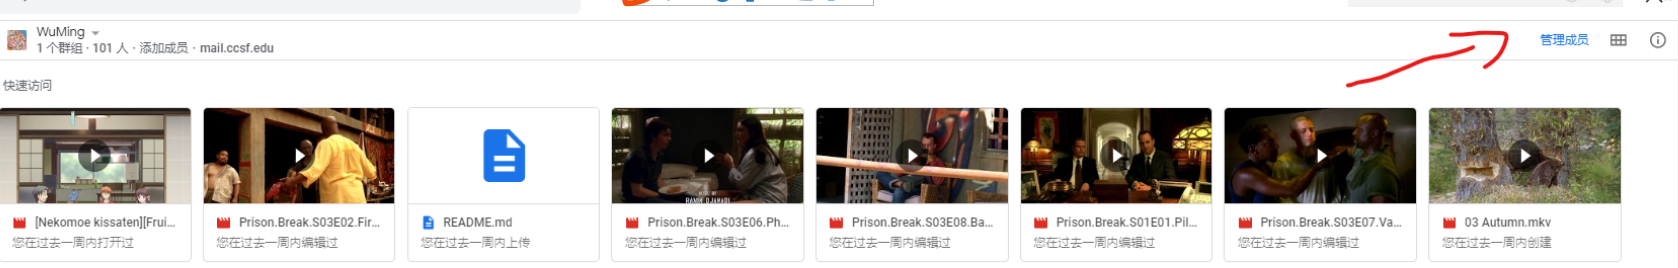 WuMing
1 个群组 · 101 人 · 添加成员 · mail.ccsf.edu
管理成员
快速访问
[Nekomoe kissaten][Frui...
您在过去一周内打开过
Prison.Break.S03E02.Fir...
您在过去一周内编辑过
README.md
您在过去一周内上传
Prison.Break.S03E06.Ph...
您在过去一周内编辑过
Prison.Break.S03E08.Ba...
您在过去一周内编辑过
Prison.Break.S01E01.Pil...
您在过去一周内编辑过
Prison.Break.S03E07.Va...
您在过去一周内编辑过
03 Autumn.mkv
您在过去一周内创建
RAMIN DJAWADI